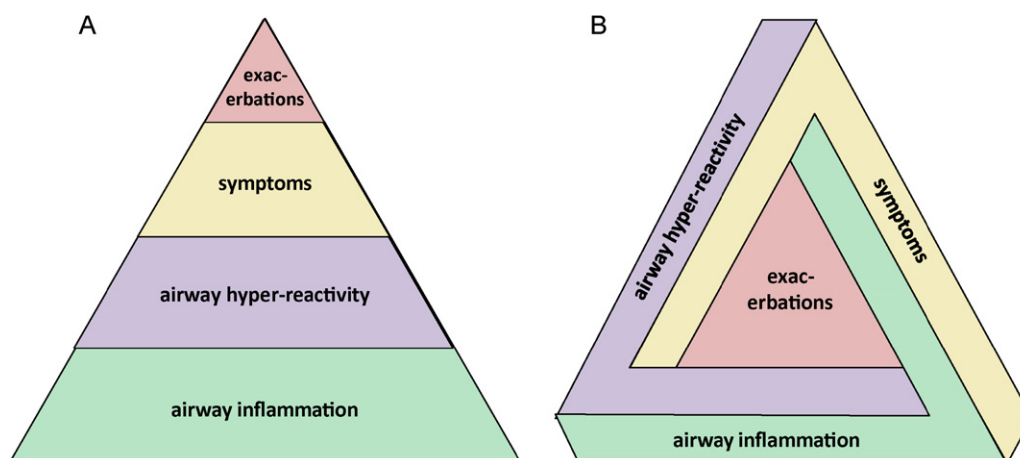 A
exac-
erbations
symptoms
airway hyper-reactivity
airway inflammation
B
airway hyper-reactivity
symptoms
exac-
erbations
airway inflammation